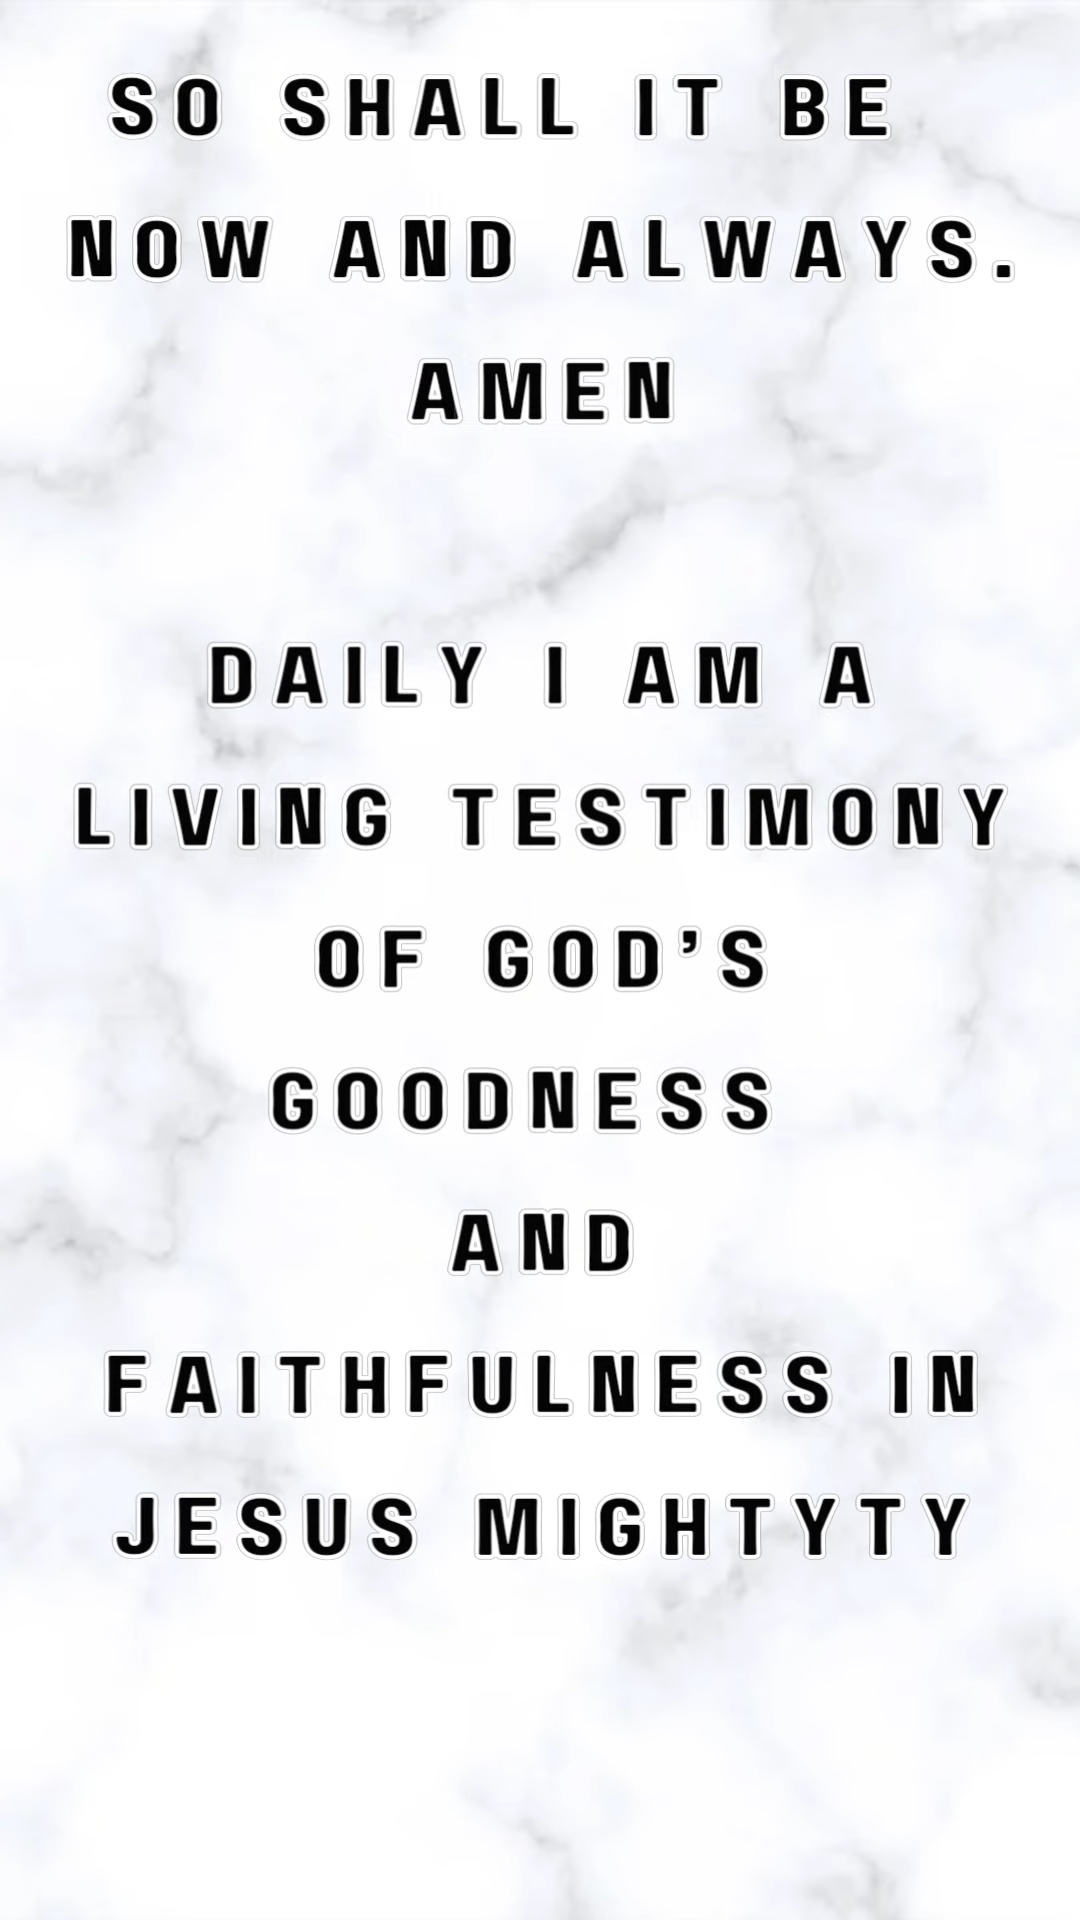 SO SHALL IT BE
NOW AND ALWAYS.
AMEN
DAILY I AM A
LIVING TESTIMONY
OF GOD’S
GOODNESS
AND
FAITHFULNESS IN
JESUS MIGHTYTY